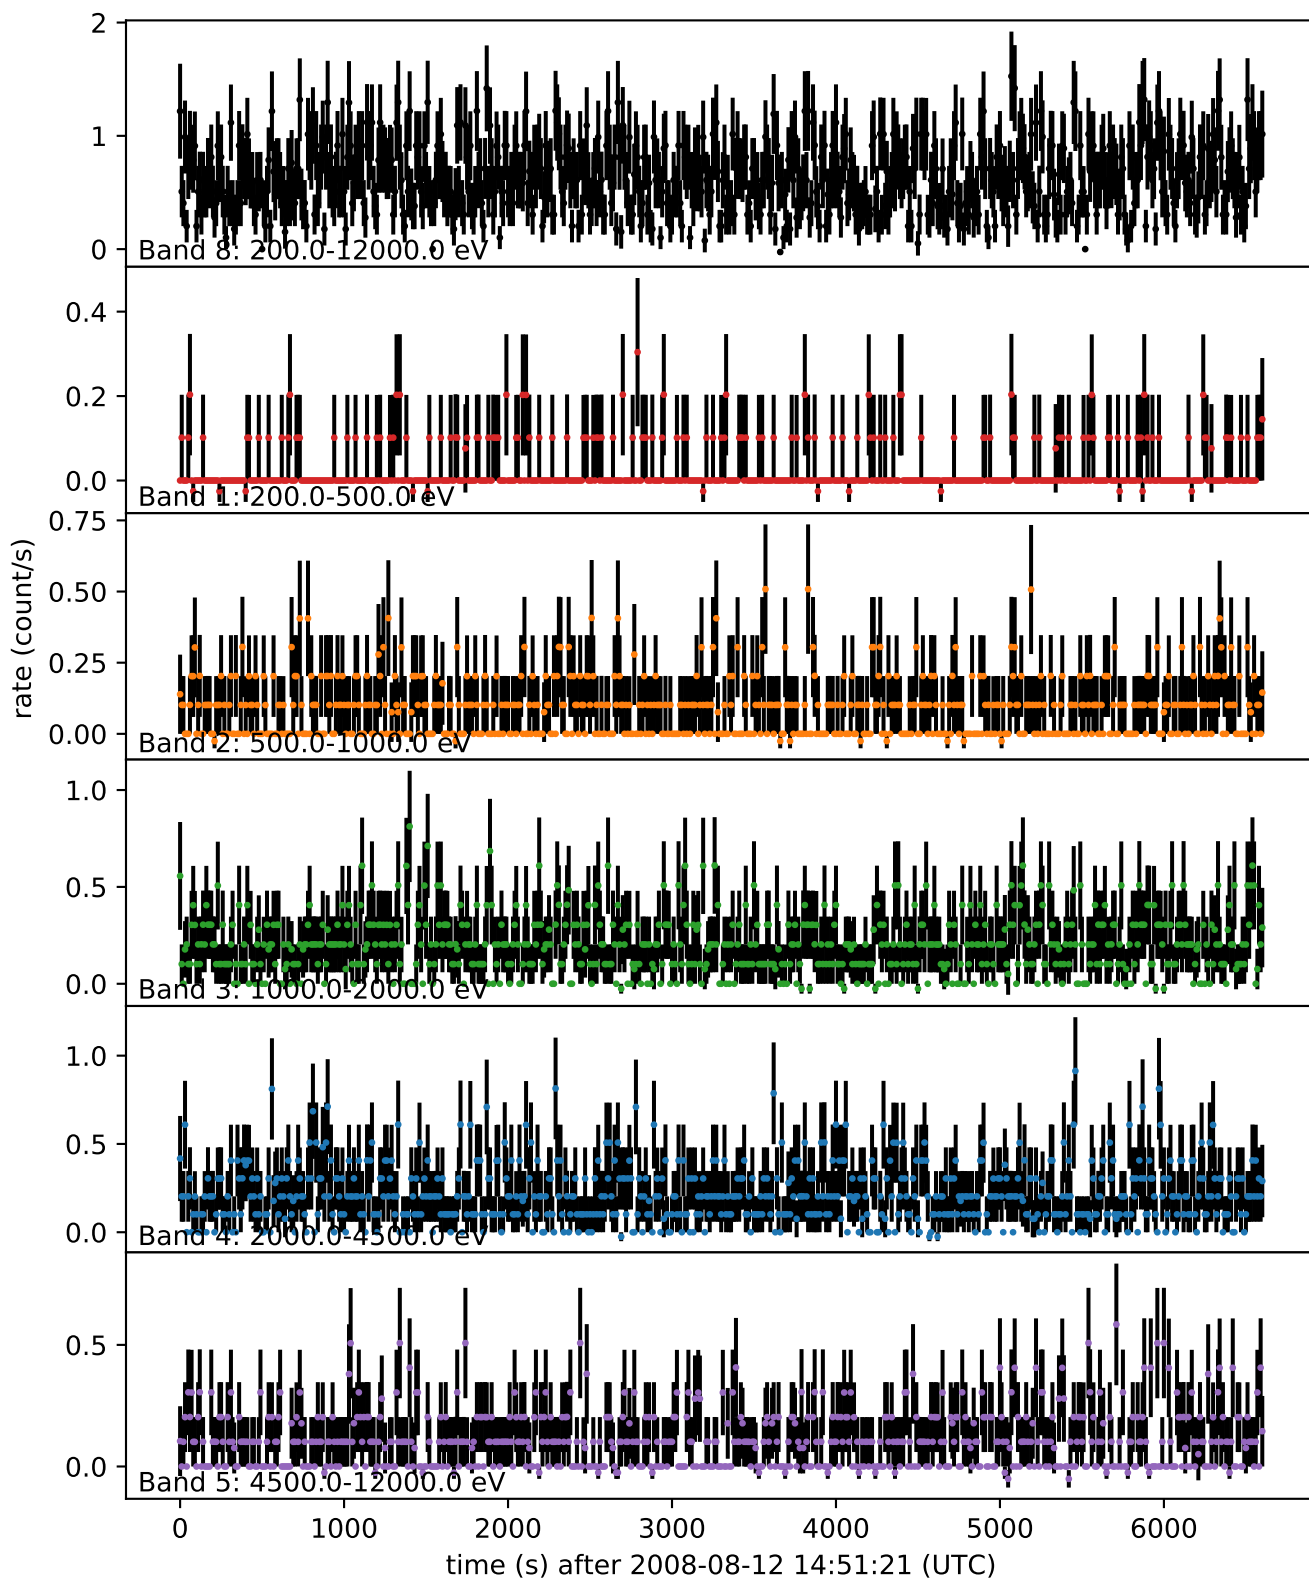 2
1
0
Band 8: 200.0-12000.0 eV
0.4
0.2
0.0
Band 1: 200.0-500.0 eV
0.75
0.50
0.25
0.00
Band 2: 500.0-1000.0 eV
rate (count/s)
1.0
0.5
0.0
Band 3: 1000.0-2000.0 eV
1.0
0.5
0.0
Band 4: 2000.0-4500.0 eV
0.5
0.0
Band 5: 4500.0-12000.0 eV
0 1000 2000 3000 4000 5000 6000
time (s) after 2008-08-12 14:51:21 (UTC)